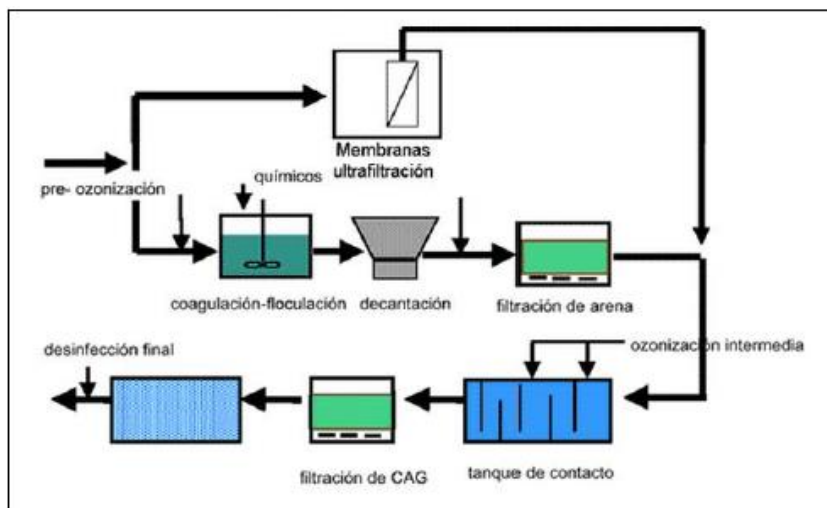 Membranas
ultrafiltración
pre- ozonización
químicos
coagulación-floculación
decantación
filtración de arena
desinfección final
ozonización intermedia
filtración de CAG
tanque de contacto